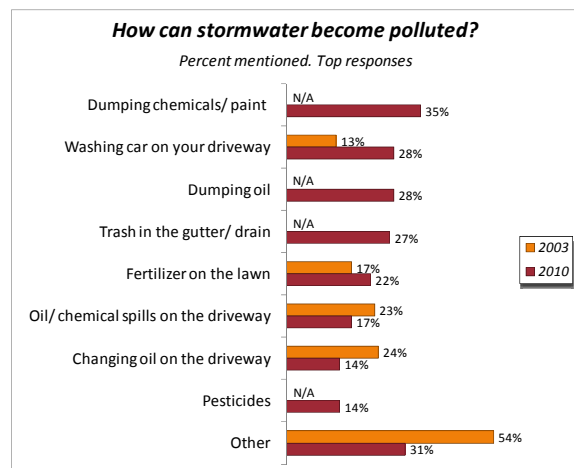 How can stormwater become polluted?
Percent mentioned. Top responses
Dumping chemicals/ paint
N/A
35%
Washing car on your driveway
13%
28%
Dumping oil
N/A
28%
Trash in the gutter/ drain
N/A
27%
Fertilizer on the lawn
17%
22%
Oil/ chemical spills on the driveway
23%
17%
Changing oil on the driveway
24%
14%
Pesticides
N/A
14%
Other
54%
31%
2003
2010